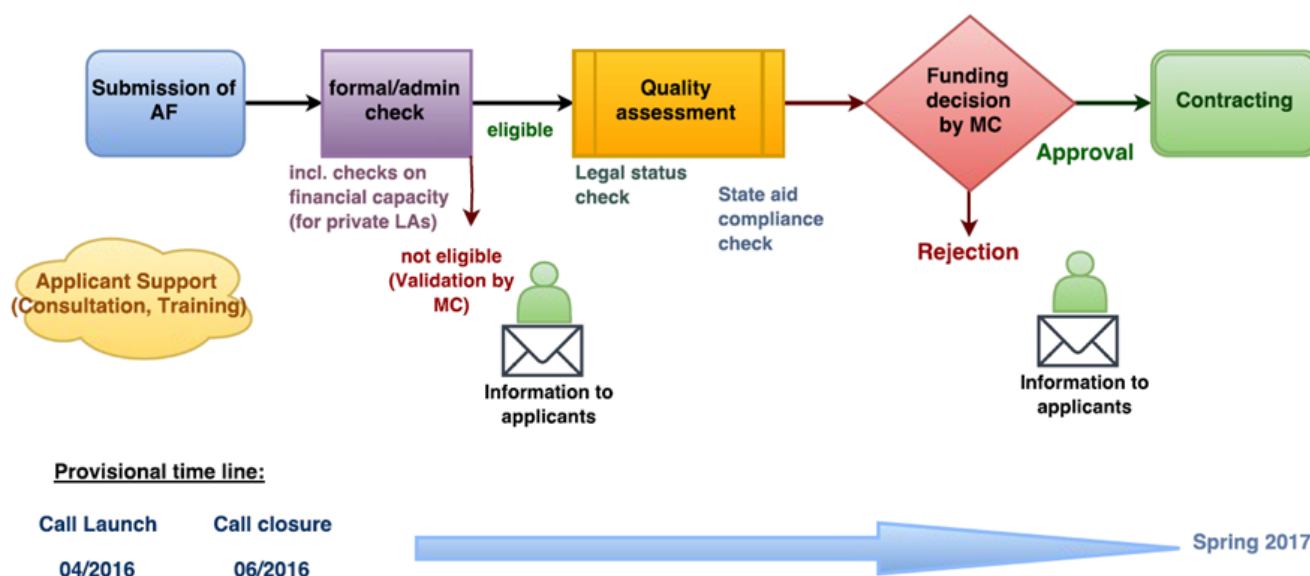 Submission of
AF
formal/admin
check
eligible
Quality
assessment
Funding
decision
by MC
Approval
Contracting
incl. checks on
financial capacity
(for private LAs)
Legal status
check
State aid
compliance
check
not eligible
(Validation by
MC)
Rejection
Applicant Support
(Consultation, Training)
Information to
applicants
Information to
applicants
Provisional time line:
Call Launch
Call closure
04/2016
06/2016
Spring 2017